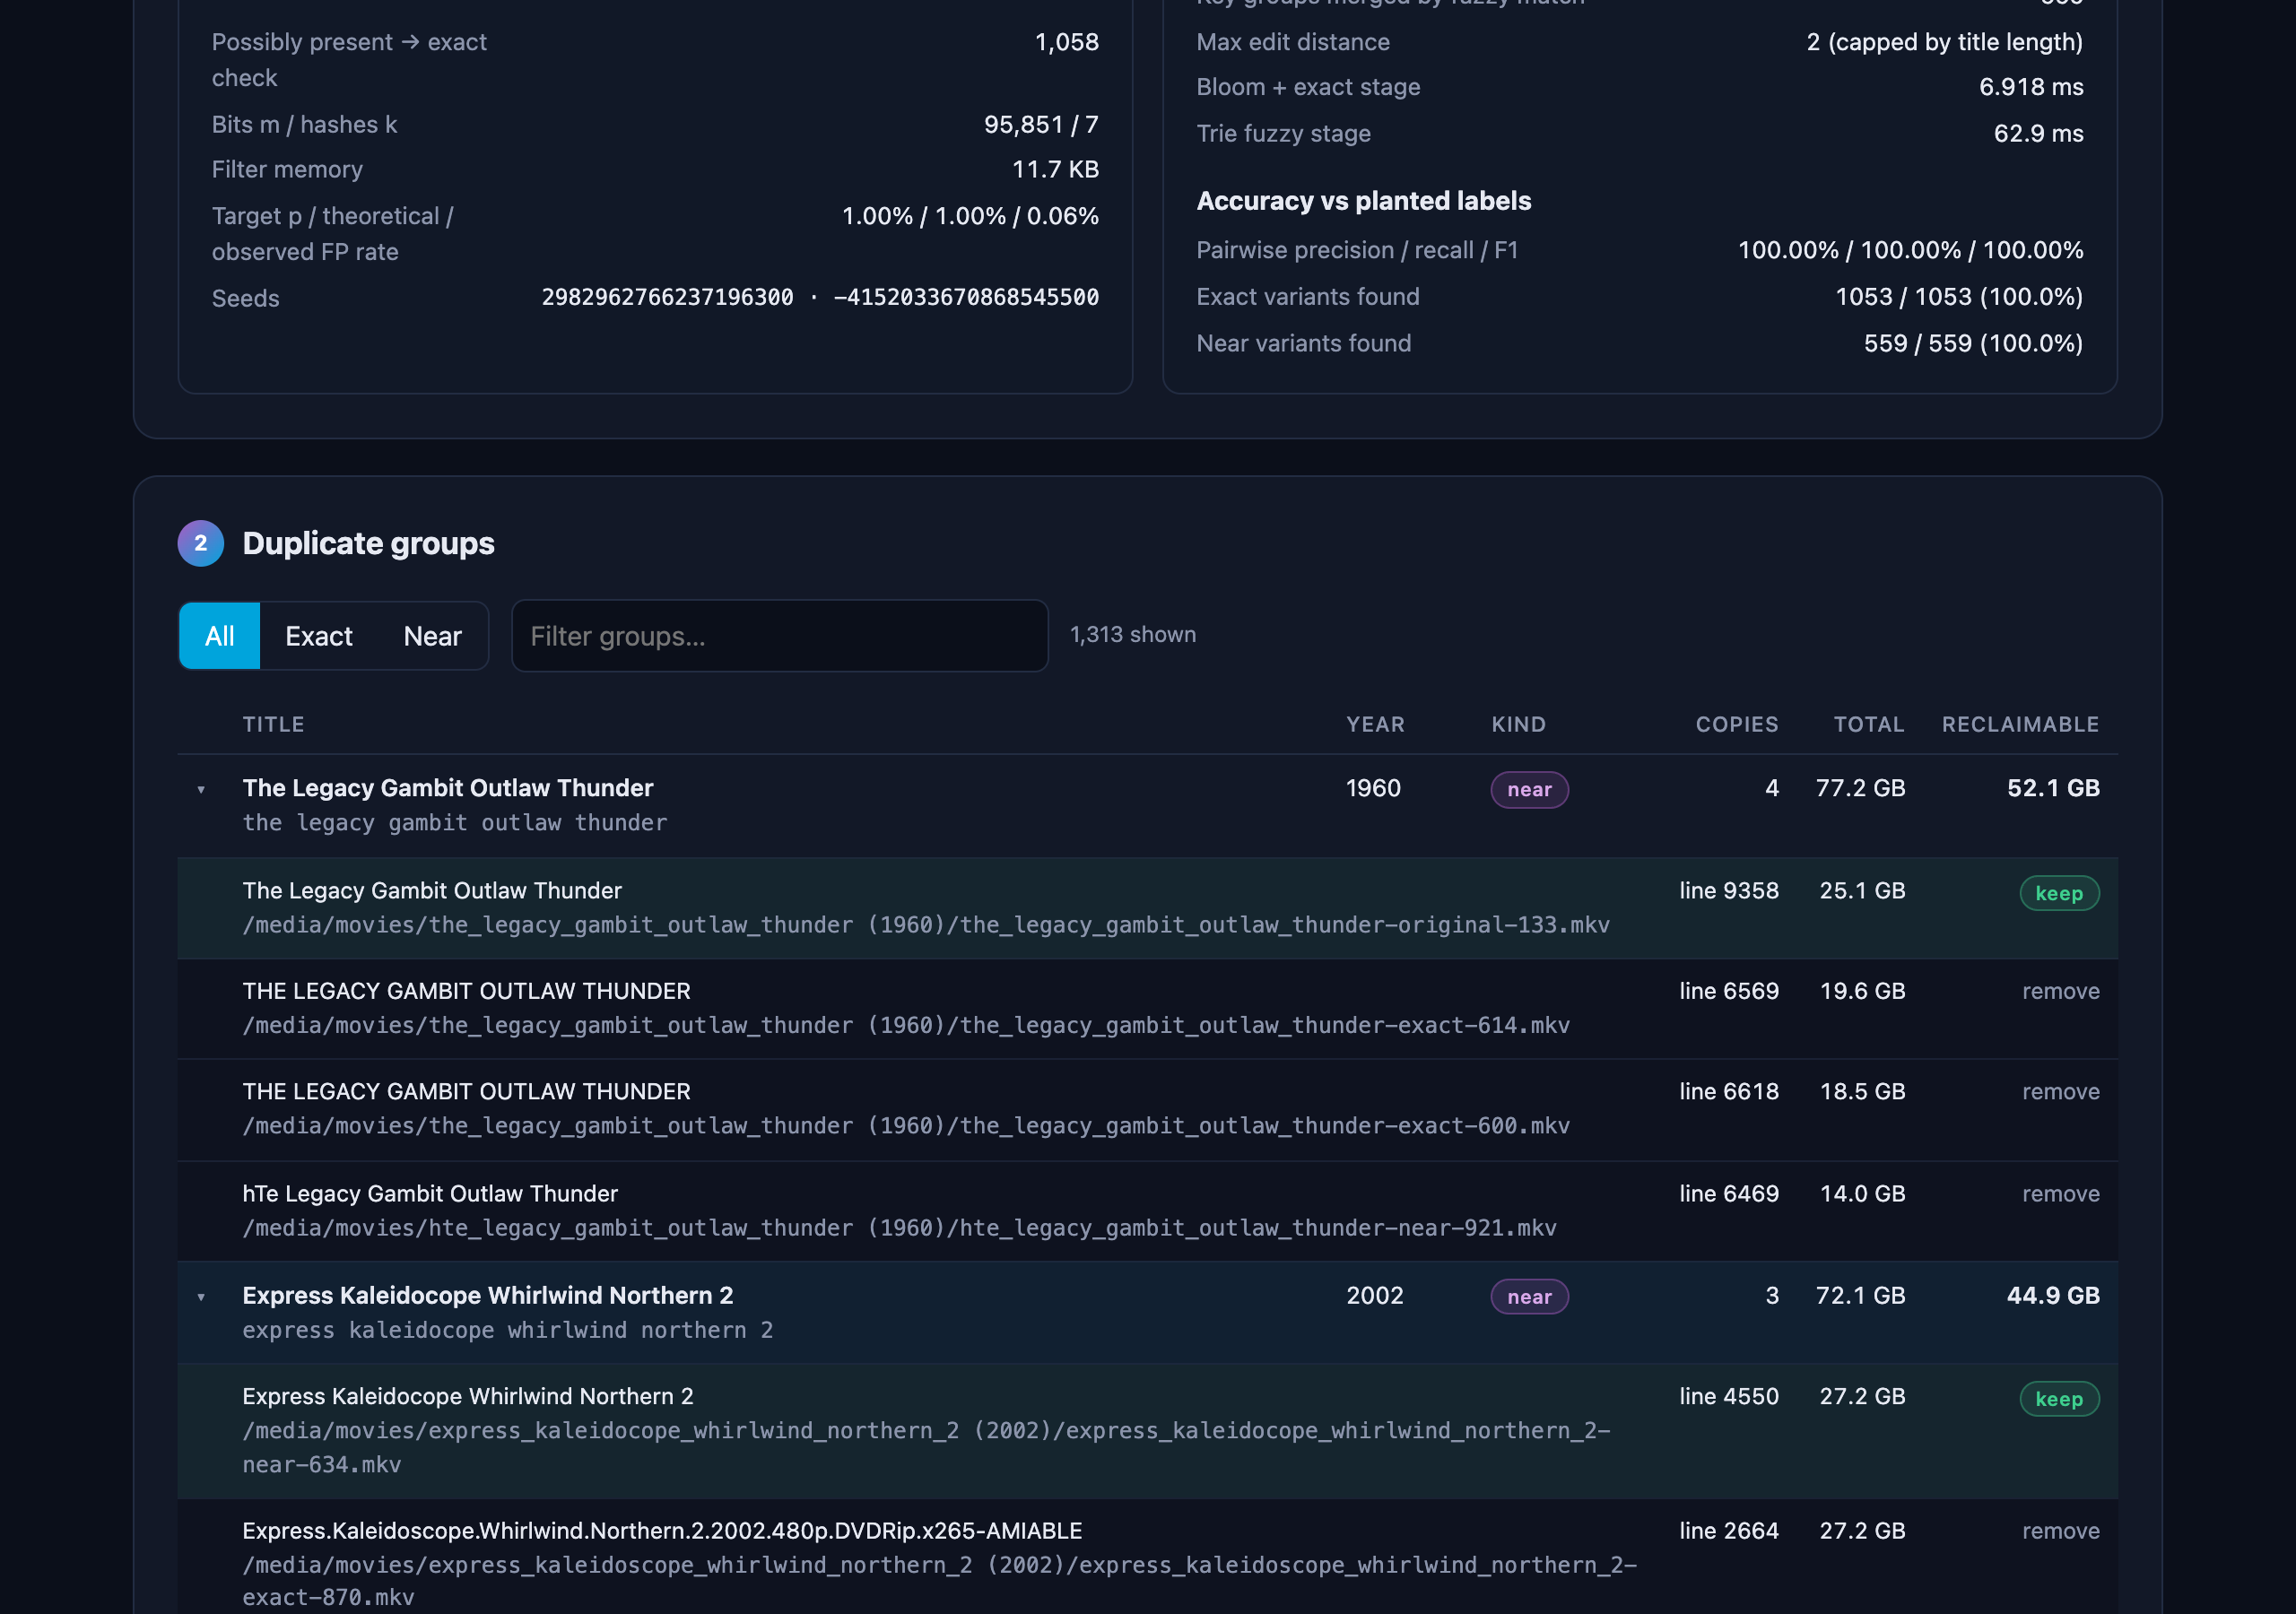 Key groups merged by fuzzy match
Possibly present → exact check 1,058
Bits m / hashes k 95,851 / 7
Filter memory 11.7 KB
Target p / theoretical / observed FP rate 1.00% / 1.00% / 0.06%
Seeds 2982962766237196300 · −4152033670868545500
Max edit distance 2 (capped by title length)
Bloom + exact stage 6.918 ms
Trie fuzzy stage 62.9 ms
Accuracy vs planted labels
Pairwise precision / recall / F1 100.00% / 100.00% / 100.00%
Exact variants found 1053 / 1053 (100.0%)
Near variants found 559 / 559 (100.0%)
2 Duplicate groups
All Exact Near Filter groups... 1,313 shown
TITLE YEAR KIND COPIES TOTAL RECLAIMABLE
▾ The Legacy Gambit Outlaw Thunder 1960 near 4 77.2 GB 52.1 GB
the legacy gambit outlaw thunder
The Legacy Gambit Outlaw Thunder line 9358 25.1 GB keep
/media/movies/the_legacy_gambit_outlaw_thunder (1960)/the_legacy_gambit_outlaw_thunder-original-133.mkv
THE LEGACY GAMBIT OUTLAW THUNDER line 6569 19.6 GB remove
/media/movies/the_legacy_gambit_outlaw_thunder (1960)/the_legacy_gambit_outlaw_thunder-exact-614.mkv
THE LEGACY GAMBIT OUTLAW THUNDER line 6618 18.5 GB remove
/media/movies/the_legacy_gambit_outlaw_thunder (1960)/the_legacy_gambit_outlaw_thunder-exact-600.mkv
hTe Legacy Gambit Outlaw Thunder line 6469 14.0 GB remove
/media/movies/hte_legacy_gambit_outlaw_thunder (1960)/hte_legacy_gambit_outlaw_thunder-near-921.mkv
▾ Express Kaleidocope Whirlwind Northern 2 2002 near 3 72.1 GB 44.9 GB
express kaleidocope whirlwind northern 2
Express Kaleidocope Whirlwind Northern 2 line 4550 27.2 GB keep
/media/movies/express_kaleidocope_whirlwind_northern_2 (2002)/express_kaleidocope_whirlwind_northern_2-
near-634.mkv
Express.Kaleidoscope.Whirlwind.Northern.2.2002.480p.DVDRip.x265-AMIABLE line 2664 27.2 GB remove
/media/movies/express_kaleidoscope_whirlwind_northern_2 (2002)/express_kaleidoscope_whirlwind_northern_2-
exact-870.mkv